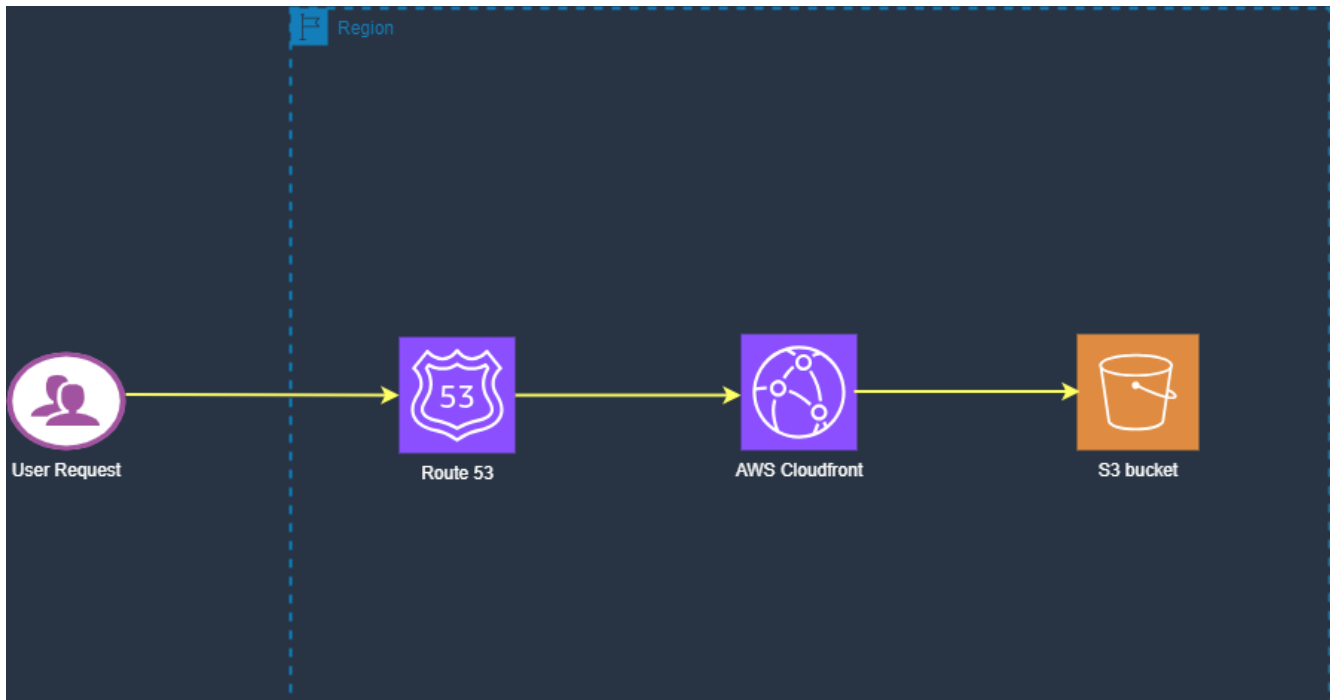 Region
53
User Request
Route 53
AWS Cloudfront
S3 bucket